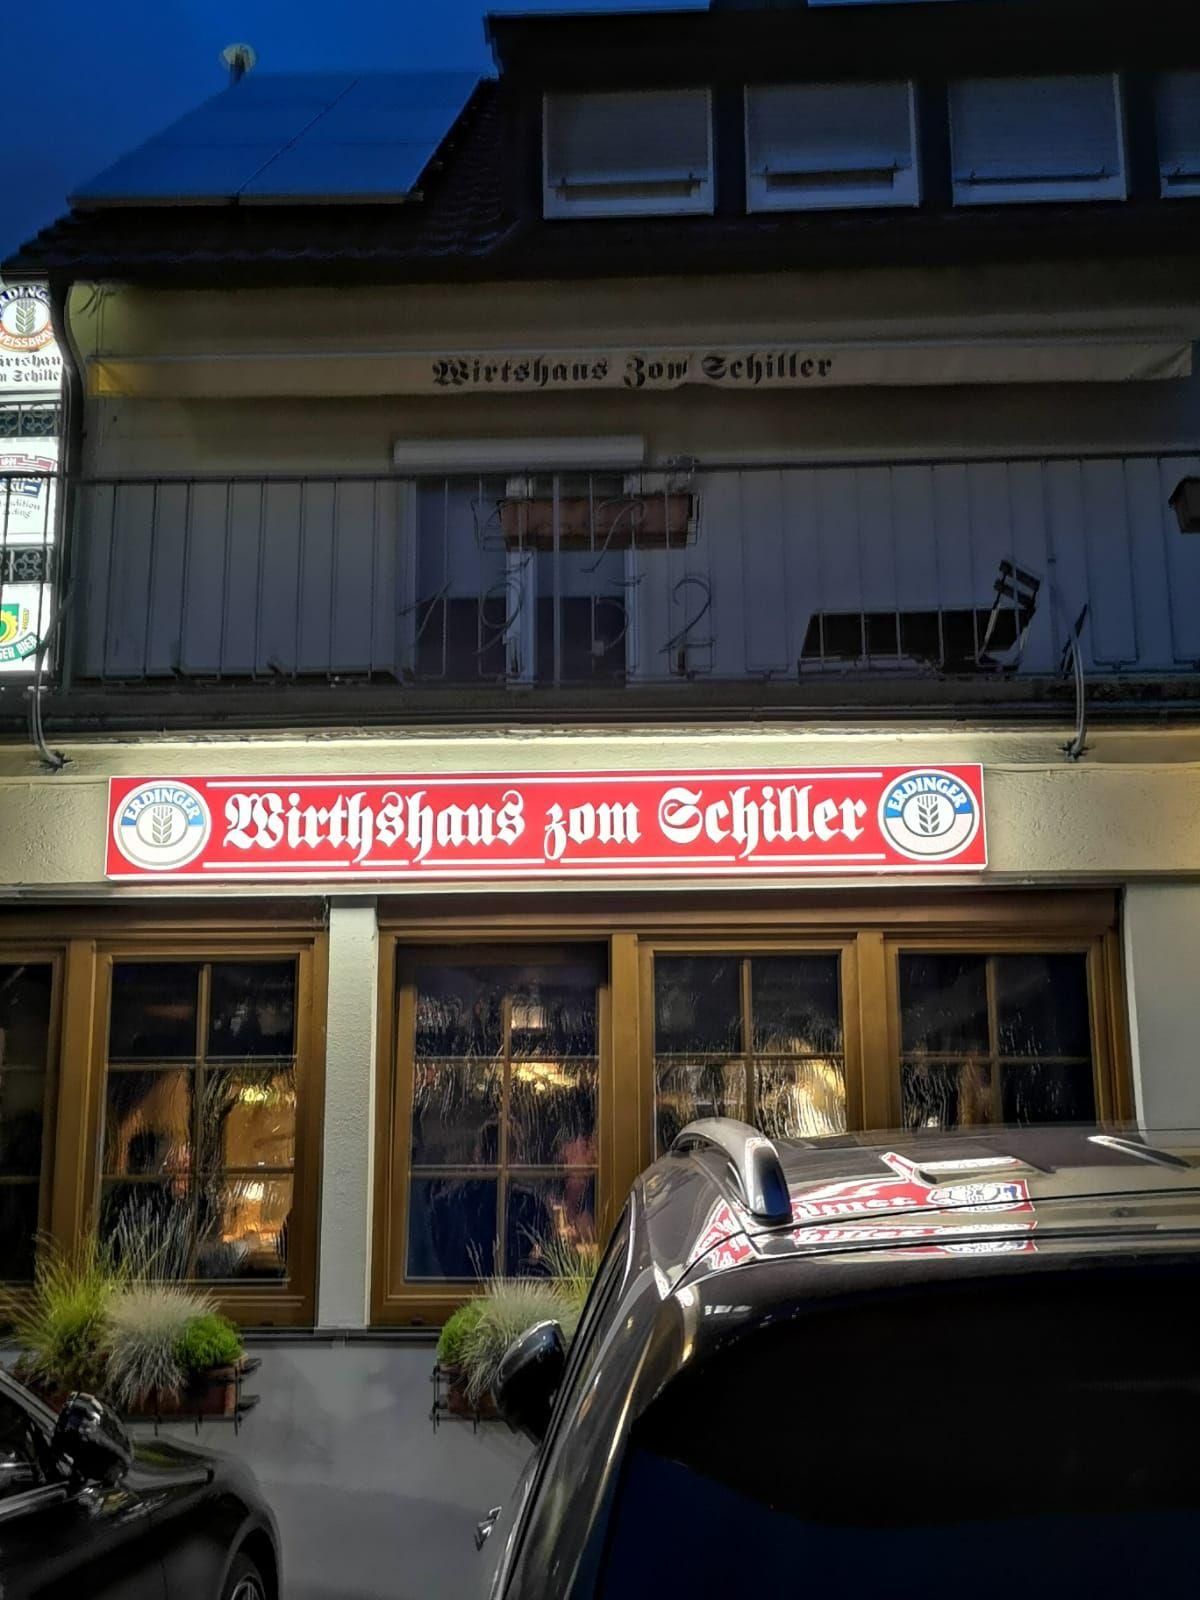 Wirtshaus Zom Schiller
1952
ERDINGER
Wirthshaus zom Schiller
ERDINGER